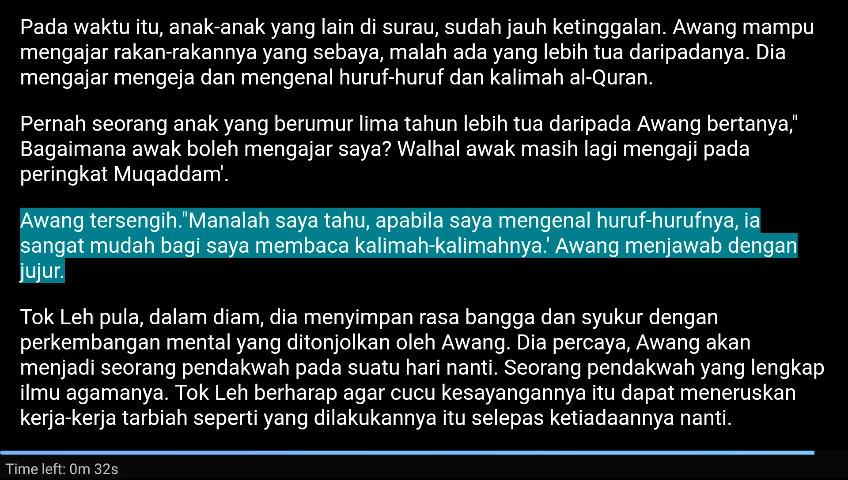 Pada waktu itu, anak-anak yang lain di surau, sudah jauh ketinggalan. Awang mampu
mengajar rakan-rakannya yang sebaya, malah ada yang lebih tua daripadanya. Dia
mengajar mengeja dan mengenal huruf-huruf dan kalimah al-Quran.
Pernah seorang anak yang berumur lima tahun lebih tua daripada Awang bertanya,"
Bagaimana awak boleh mengajar saya? Walhal awak masih lagi mengaji pada
peringkat Muqaddam'.
Awang tersengih."Manalah saya tahu, apabila saya mengenal huruf-hurufnya, ia
sangat mudah bagi saya membaca kalimah-kalimahnya.' Awang menjawab dengan
jujur.
Tok Leh pula, dalam diam, dia menyimpan rasa bangga dan syukur dengan
perkembangan mental yang ditonjolkan oleh Awang. Dia percaya, Awang akan
menjadi seorang pendakwah pada suatu hari nanti. Seorang pendakwah yang lengkap
ilmu agamanya. Tok Leh berharap agar cucu kesayangannya itu dapat meneruskan
kerja-kerja tarbiah seperti yang dilakukannya itu selepas ketiadaannya nanti.
Time left: 0m 32s